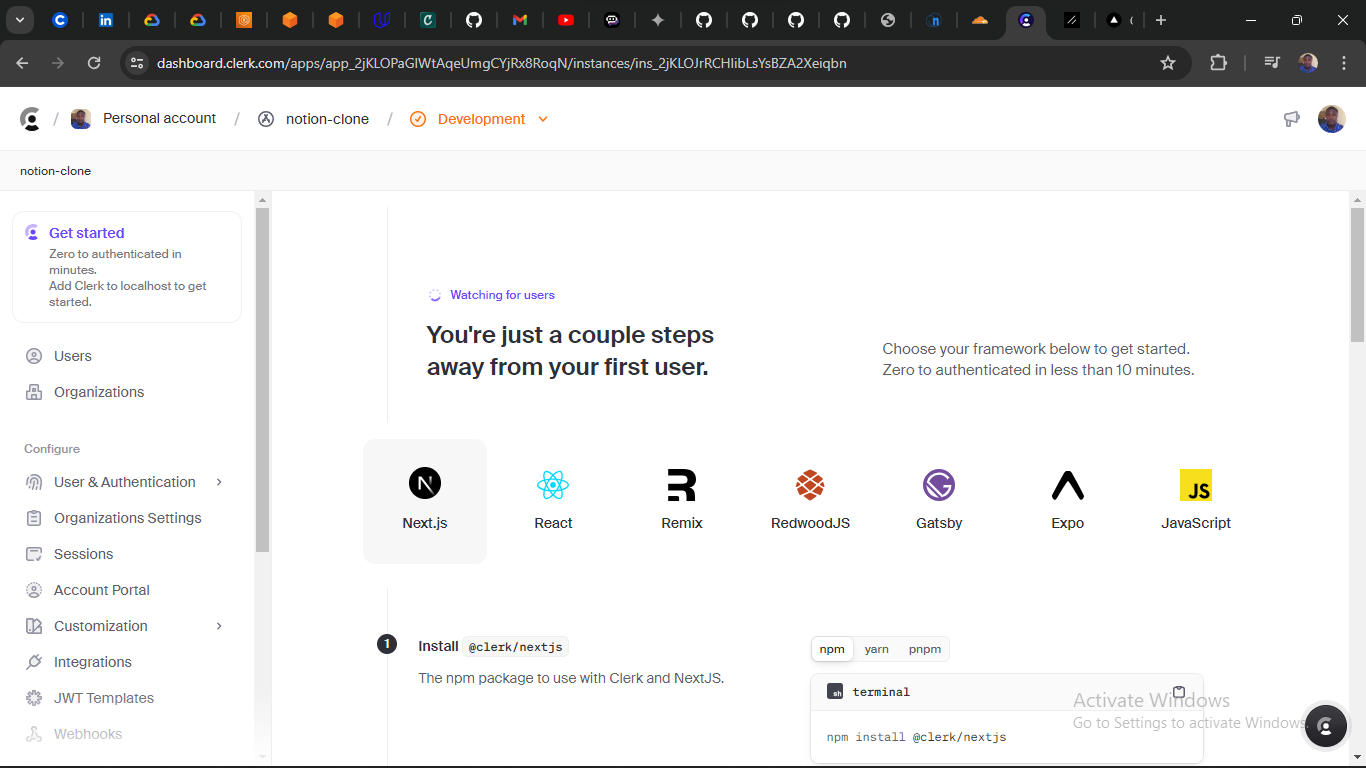 dashboard.clerk.com/apps/app_2jKLOPaGlWtAqeUmgCYjRx8RoqN/instances/ins_2jKLOJrRCHIibLsYsBZA2Xeiqbn
/ Personal account / notion-clone / Development
notion-clone
Get started
Zero to authenticated in
minutes.
Add Clerk to localhost to get
started.
Users
Organizations
Configure
User & Authentication
Organizations Settings
Sessions
Account Portal
Customization
Integrations
JWT Templates
Webhooks
Watching for users
You're just a couple steps
away from your first user.
Choose your framework below to get started.
Zero to authenticated in less than 10 minutes.
Next.js
React
Remix
RedwoodJS
Gatsby
Expo
JS
JavaScript
1 Install @clerk/nextjs
The npm package to use with Clerk and NextJS.
npm yarn pnpm
sh terminal
npm install @clerk/nextjs
Activate Windows
Go to Settings to activate Windows.